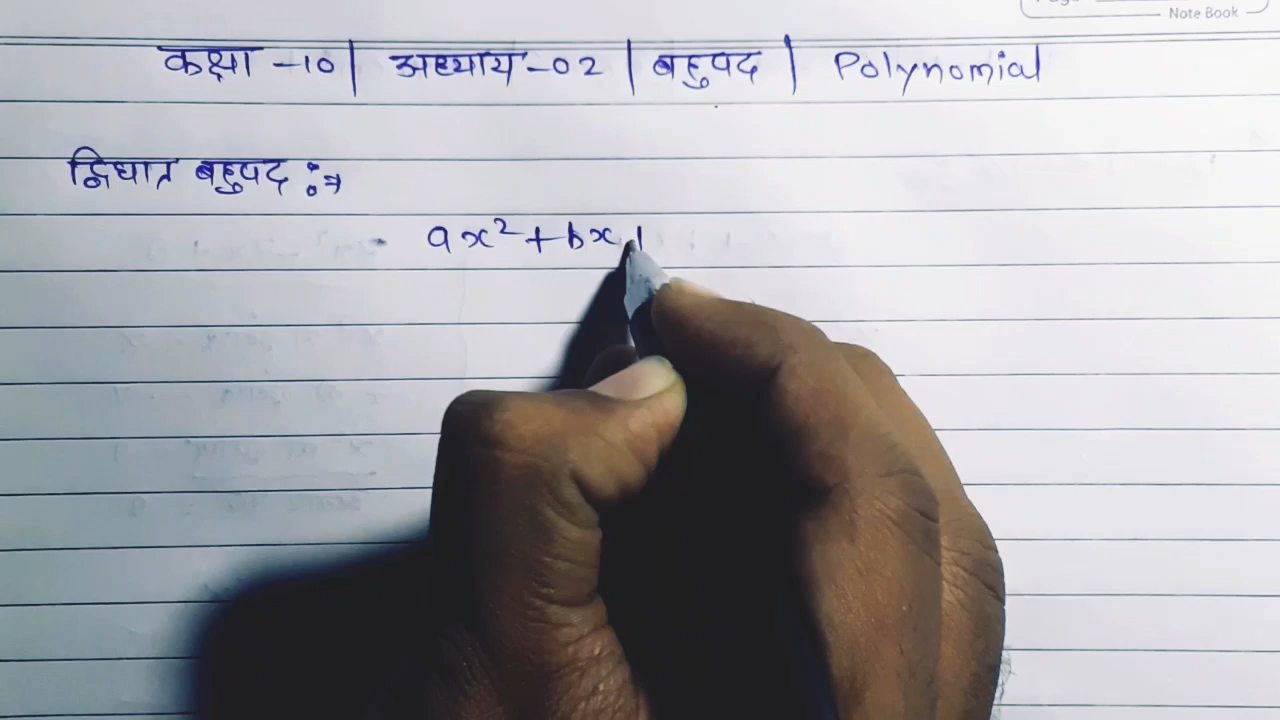 Note Book
कक्षा -10 | अध्याय -02 | बहुपद | Polynomial
द्विघात बहुपद :→
ax² + bx